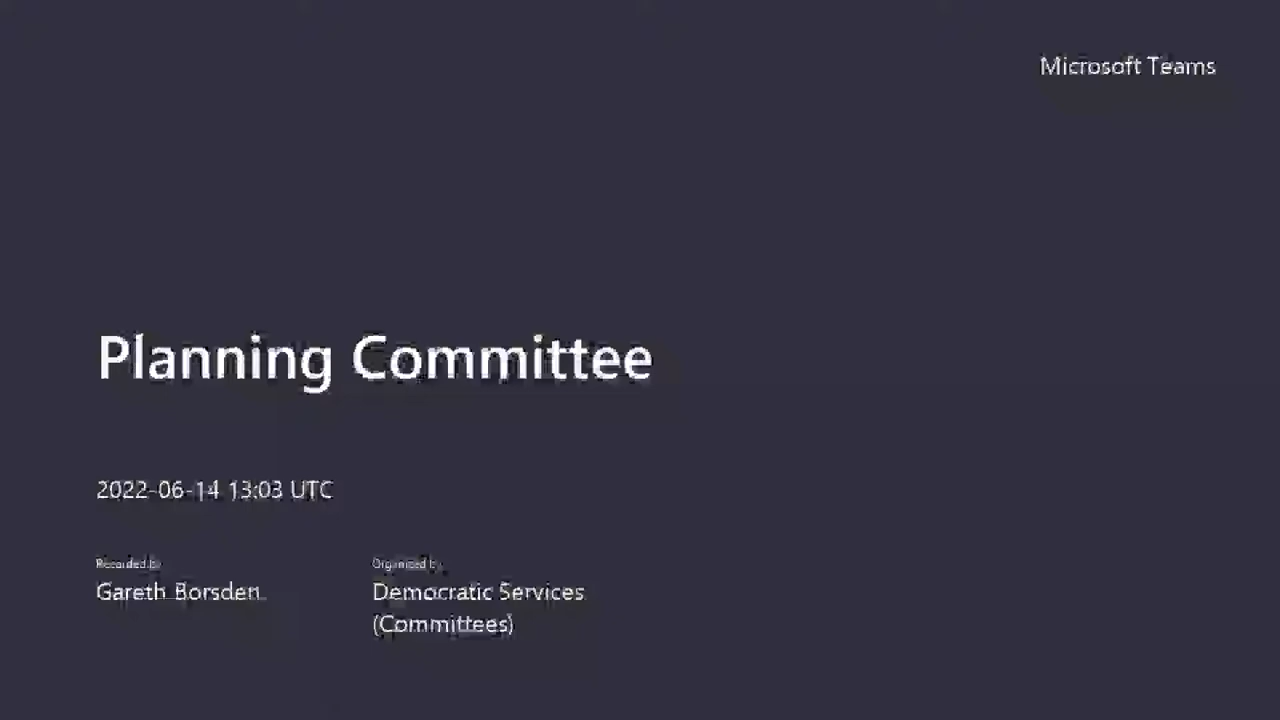 Microsoft Teams
Planning Committee
2022-06-14 13:03 UTC
Recorded by
Organized by
Gareth Borsden
Democratic Services
(Committees)